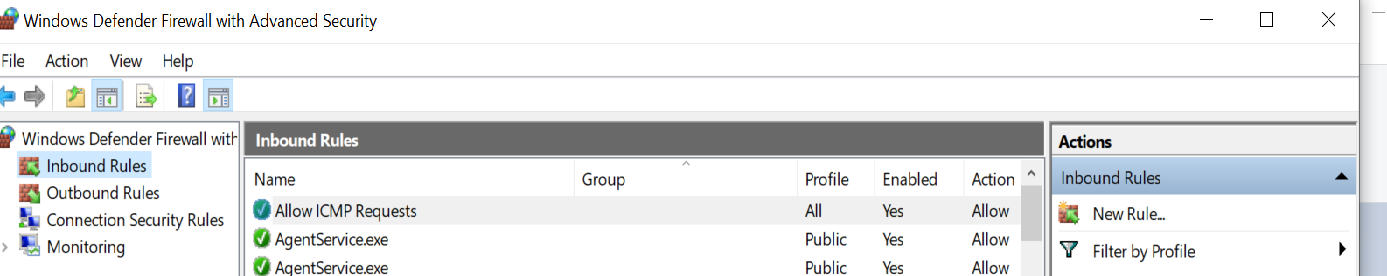 Windows Defender Firewall with Advanced Security
File Action View Help
Windows Defender Firewall with
Inbound Rules
Outbound Rules
Connection Security Rules
Monitoring
Inbound Rules
Name Group Profile Enabled Action
Allow ICMP Requests All Yes Allow
AgentService.exe Public Yes Allow
AgentService.exe Public Yes Allow
Actions
Inbound Rules
New Rule...
Filter by Profile